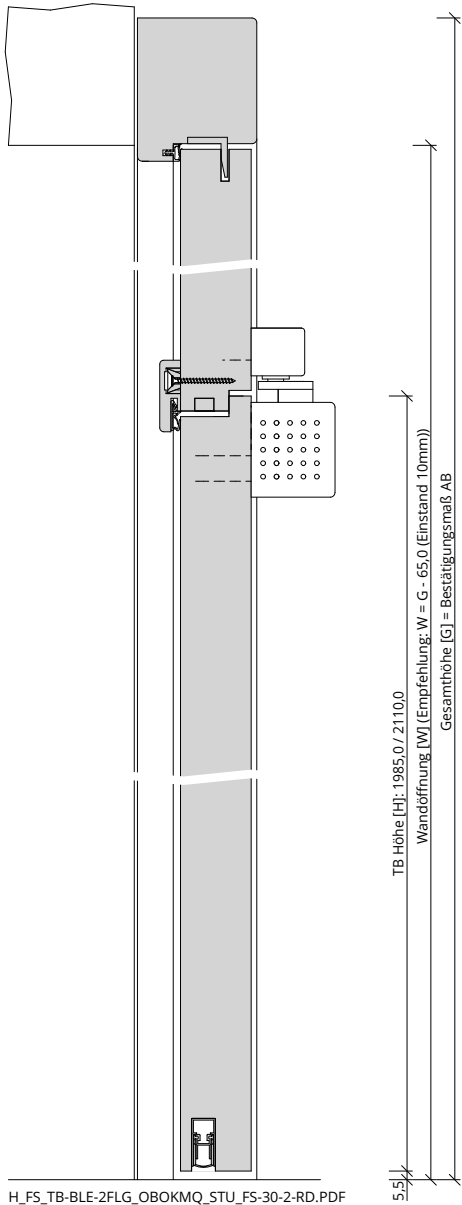 TB Höhe [H]: 1985,0 / 2110,0
Wandöffnung [W] (Empfehlung: W = G - 65,0 (Einstand 10mm))
Gesamthöhe [G] = Bestätigungsmaß AB
5,5
H_FS_TB-BLE-2FLG_OBOKMQ_STU_FS-30-2-RD.PDF